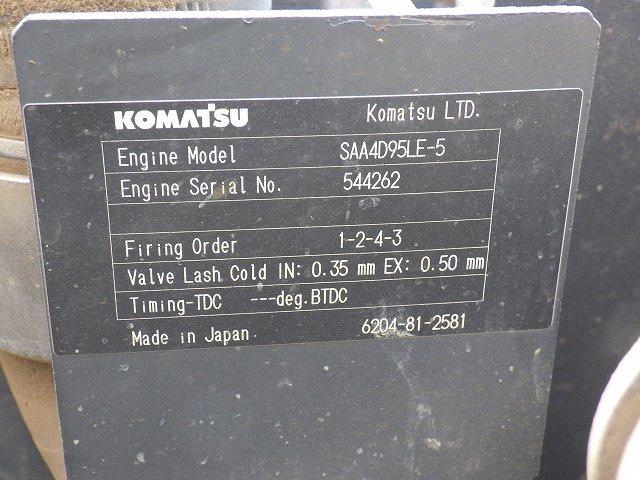 KOMATSU Komatsu LTD.
Engine Model SAA4D95LE-5
Engine Serial No. 544262
Firing Order 1-2-4-3
Valve Lash Cold IN: 0.35 mm EX: 0.50 mm
Timing-TDC ---deg.BTDC
Made in Japan 6204-81-2581